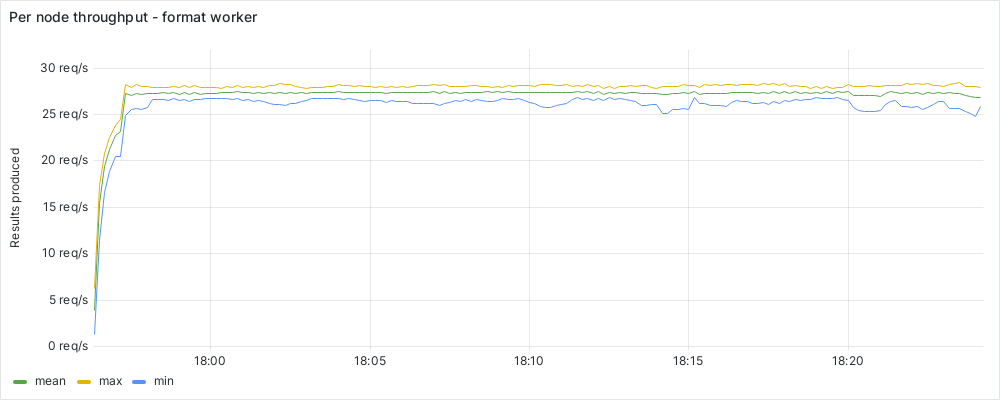 Per node throughput - format worker
Results produced
30 req/s
25 req/s
20 req/s
15 req/s
10 req/s
5 req/s
0 req/s
18:00 18:05 18:10 18:15 18:20
mean max min